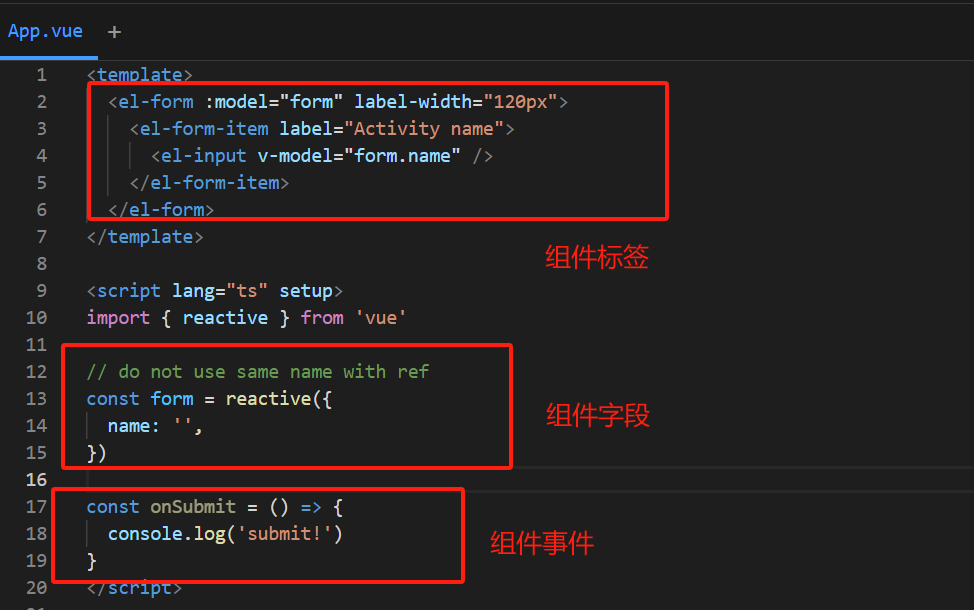 App.vue +
1 <template>
2 <el-form :model="form" label-width="120px">
3 <el-form-item label="Activity name">
4 <el-input v-model="form.name" />
5 </el-form-item>
6 </el-form>
7 </template>
组件标签
8
9 <script lang="ts" setup>
10 import { reactive } from 'vue'
11
12 // do not use same name with ref
13 const form = reactive({
组件字段
14 name: '',
15 })
16
17 const onSubmit = () => {
18 console.log('submit!')
组件事件
19 }
20 </script>